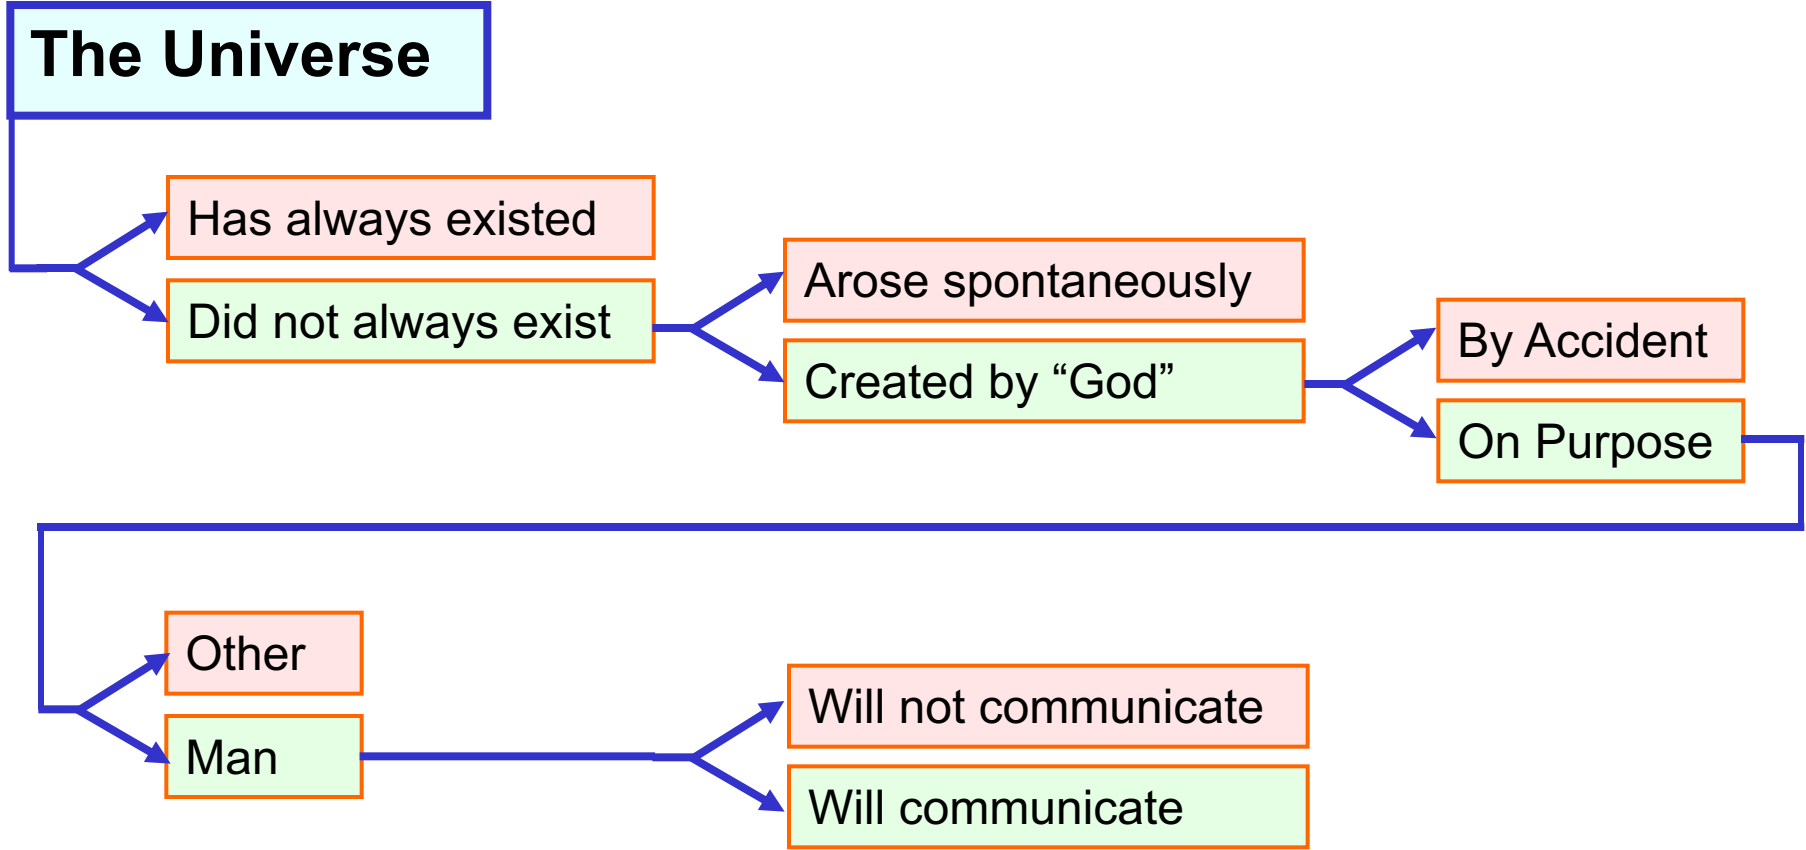 The Universe
Has always existed
Did not always exist
Arose spontaneously
Created by “God”
By Accident
On Purpose
Other
Man
Will not communicate
Will communicate